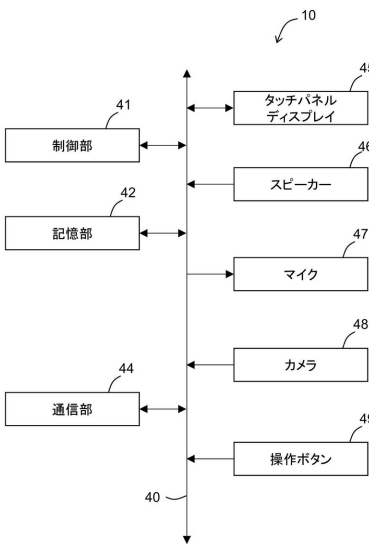 10
45
タッチパネル
ディスプレイ
41
制御部
46
スピーカー
42
記憶部
47
マイク
48
カメラ
44
通信部
49
操作ボタン
40